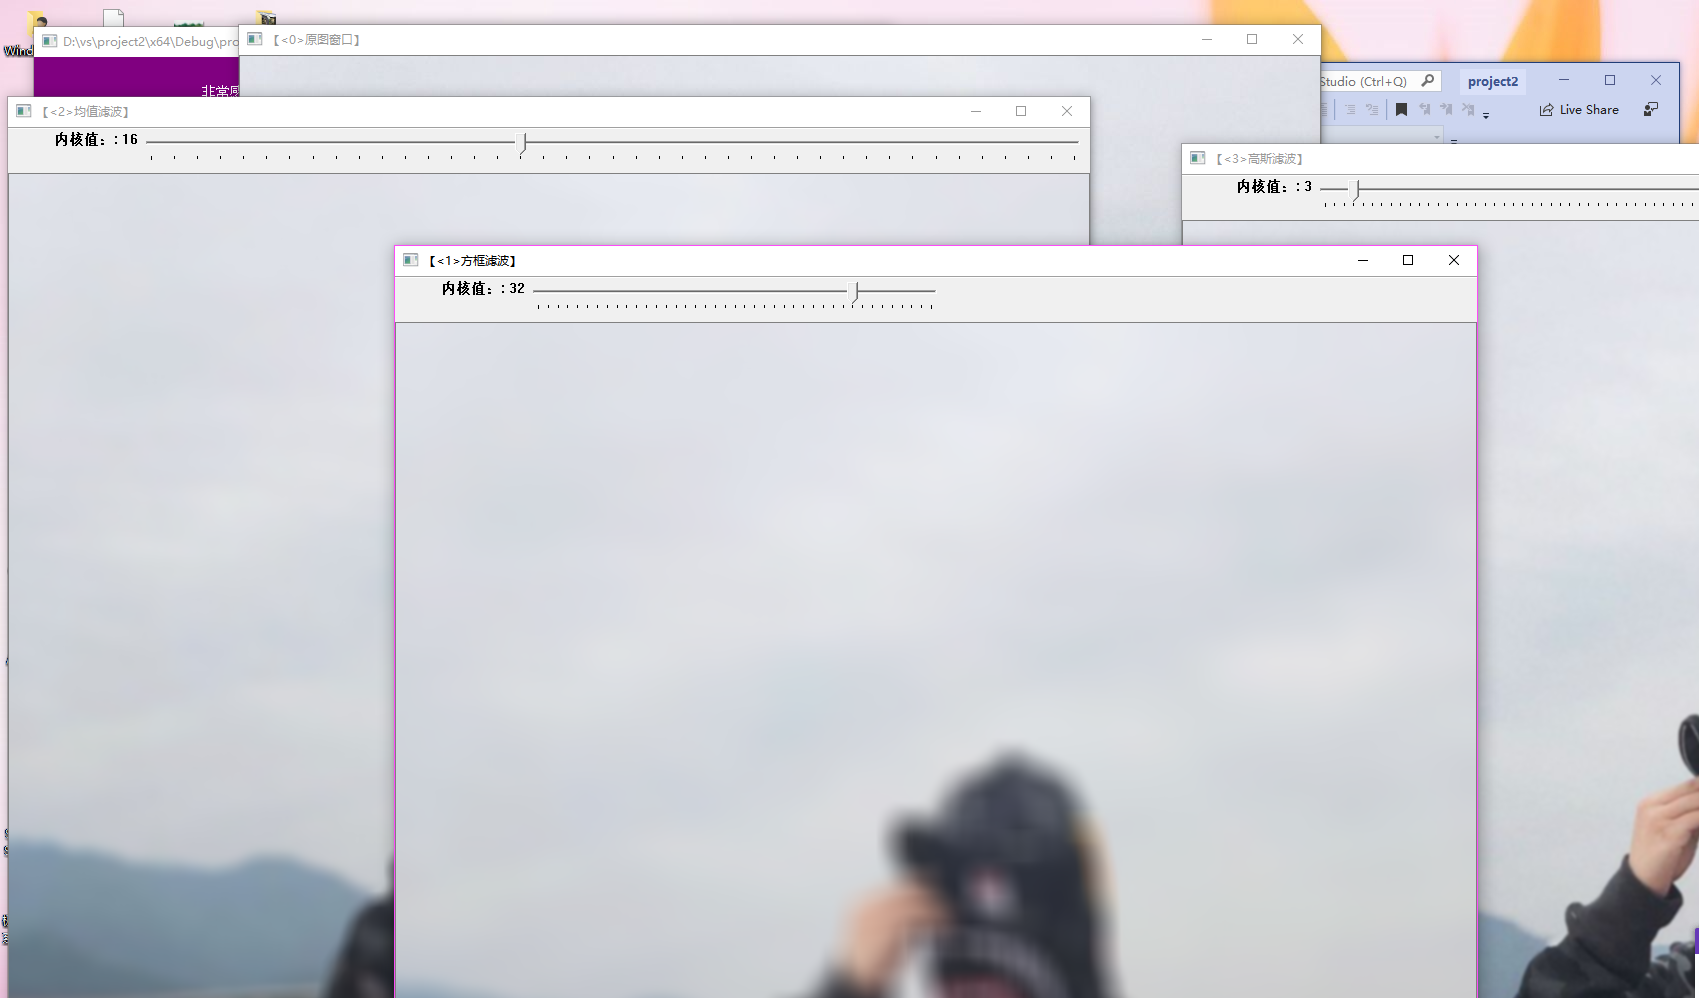 Wind
D:\vs\project2\x64\Debug\pro
【<0>原图窗口】
非常感
Studio (Ctrl+Q)
project2
Live Share
【<2>均值滤波】
内核值：: 16
【<3>高斯滤波】
内核值：: 3
【<1>方框滤波】
内核值：: 32